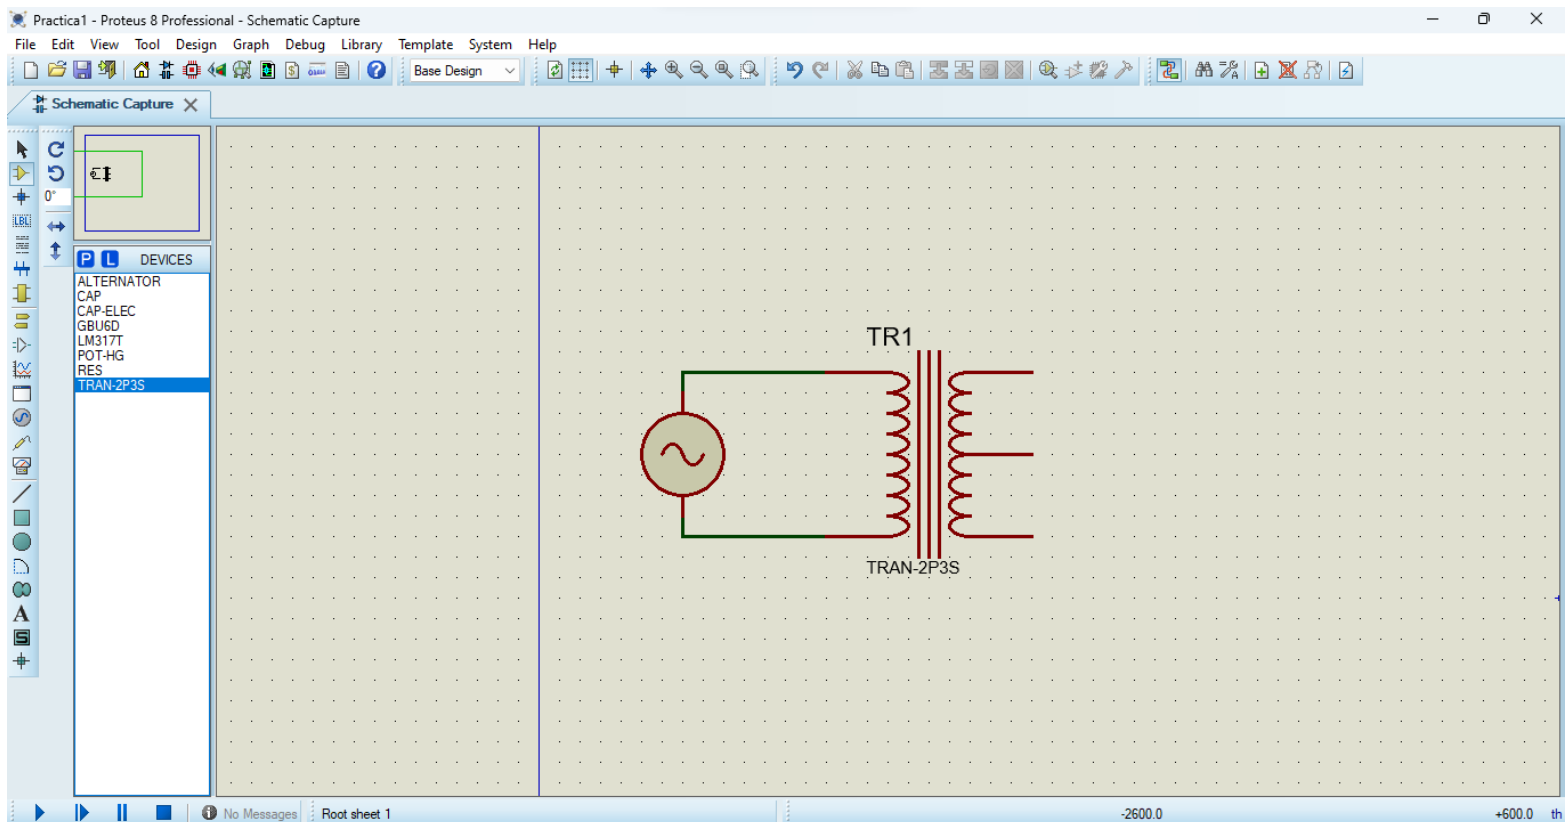 Practica1 - Proteus 8 Professional - Schematic Capture
File Edit View Tool Design Graph Debug Library Template System Help
Base Design
Schematic Capture
0°
LBL
P L DEVICES
ALTERNATOR
CAP
CAP-ELEC
GBU6D
LM317T
POT-HG
RES
TRAN-2P3S
A
S
TR1
TRAN-2P3S
No Messages
Root sheet 1
-2600.0
+600.0
th